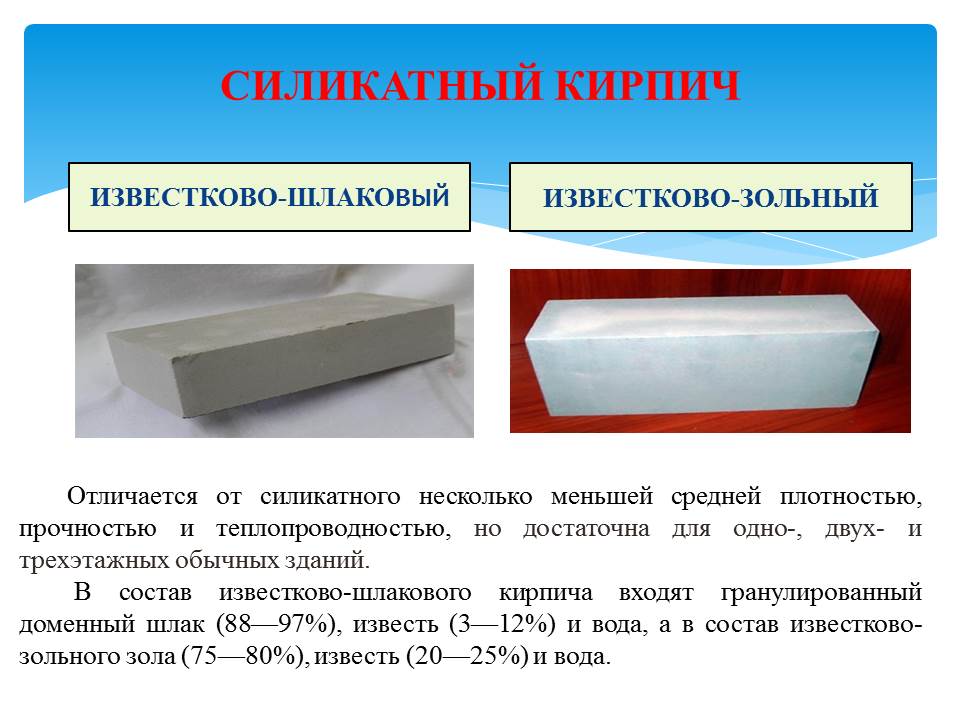 СИЛИКАТНЫЙ КИРПИЧ
ИЗВЕСТКОВО-ШЛАКОВЫЙ
ИЗВЕСТКОВО-ЗОЛЬНЫЙ
Отличается от силикатного несколько меньшей средней плотностью,
прочностью и теплопроводностью, но достаточна для одно-, двух- и
трехэтажных обычных зданий.
В состав известково-шлакового кирпича входят гранулированный
доменный шлак (88—97%), известь (3—12%) и вода, а в состав известково-
зольного зола (75—80%), известь (20—25%) и вода.